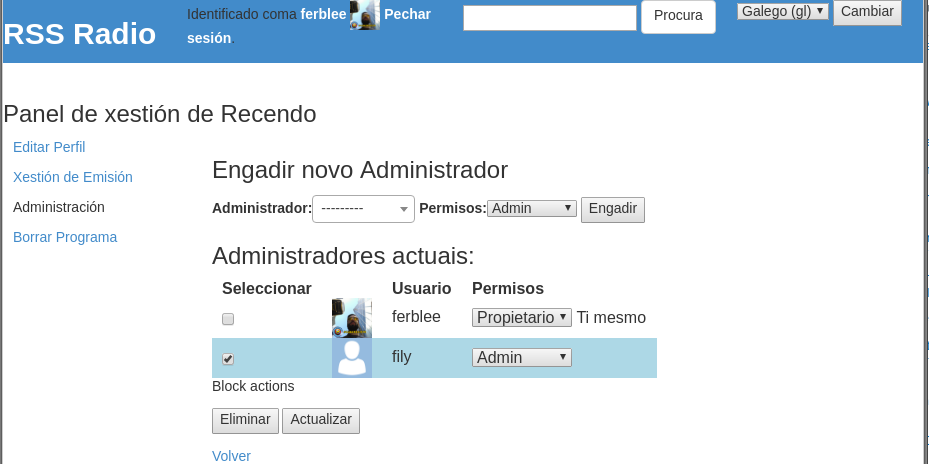 RSS Radio
Identificado coma ferblee Pechar
sesión
Procura
Galego (gl)
Cambiar
Panel de xestión de Recendo
Editar Perfil
Xestión de Emisión
Administración
Borrar Programa
Engadir novo Administrador
Administrador: --------- Permisos: Admin Engadir
Administradores actuais:
Seleccionar Usuario Permisos
ferblee Propietario Ti mesmo
fily Admin
Block actions
Eliminar Actualizar
Volver